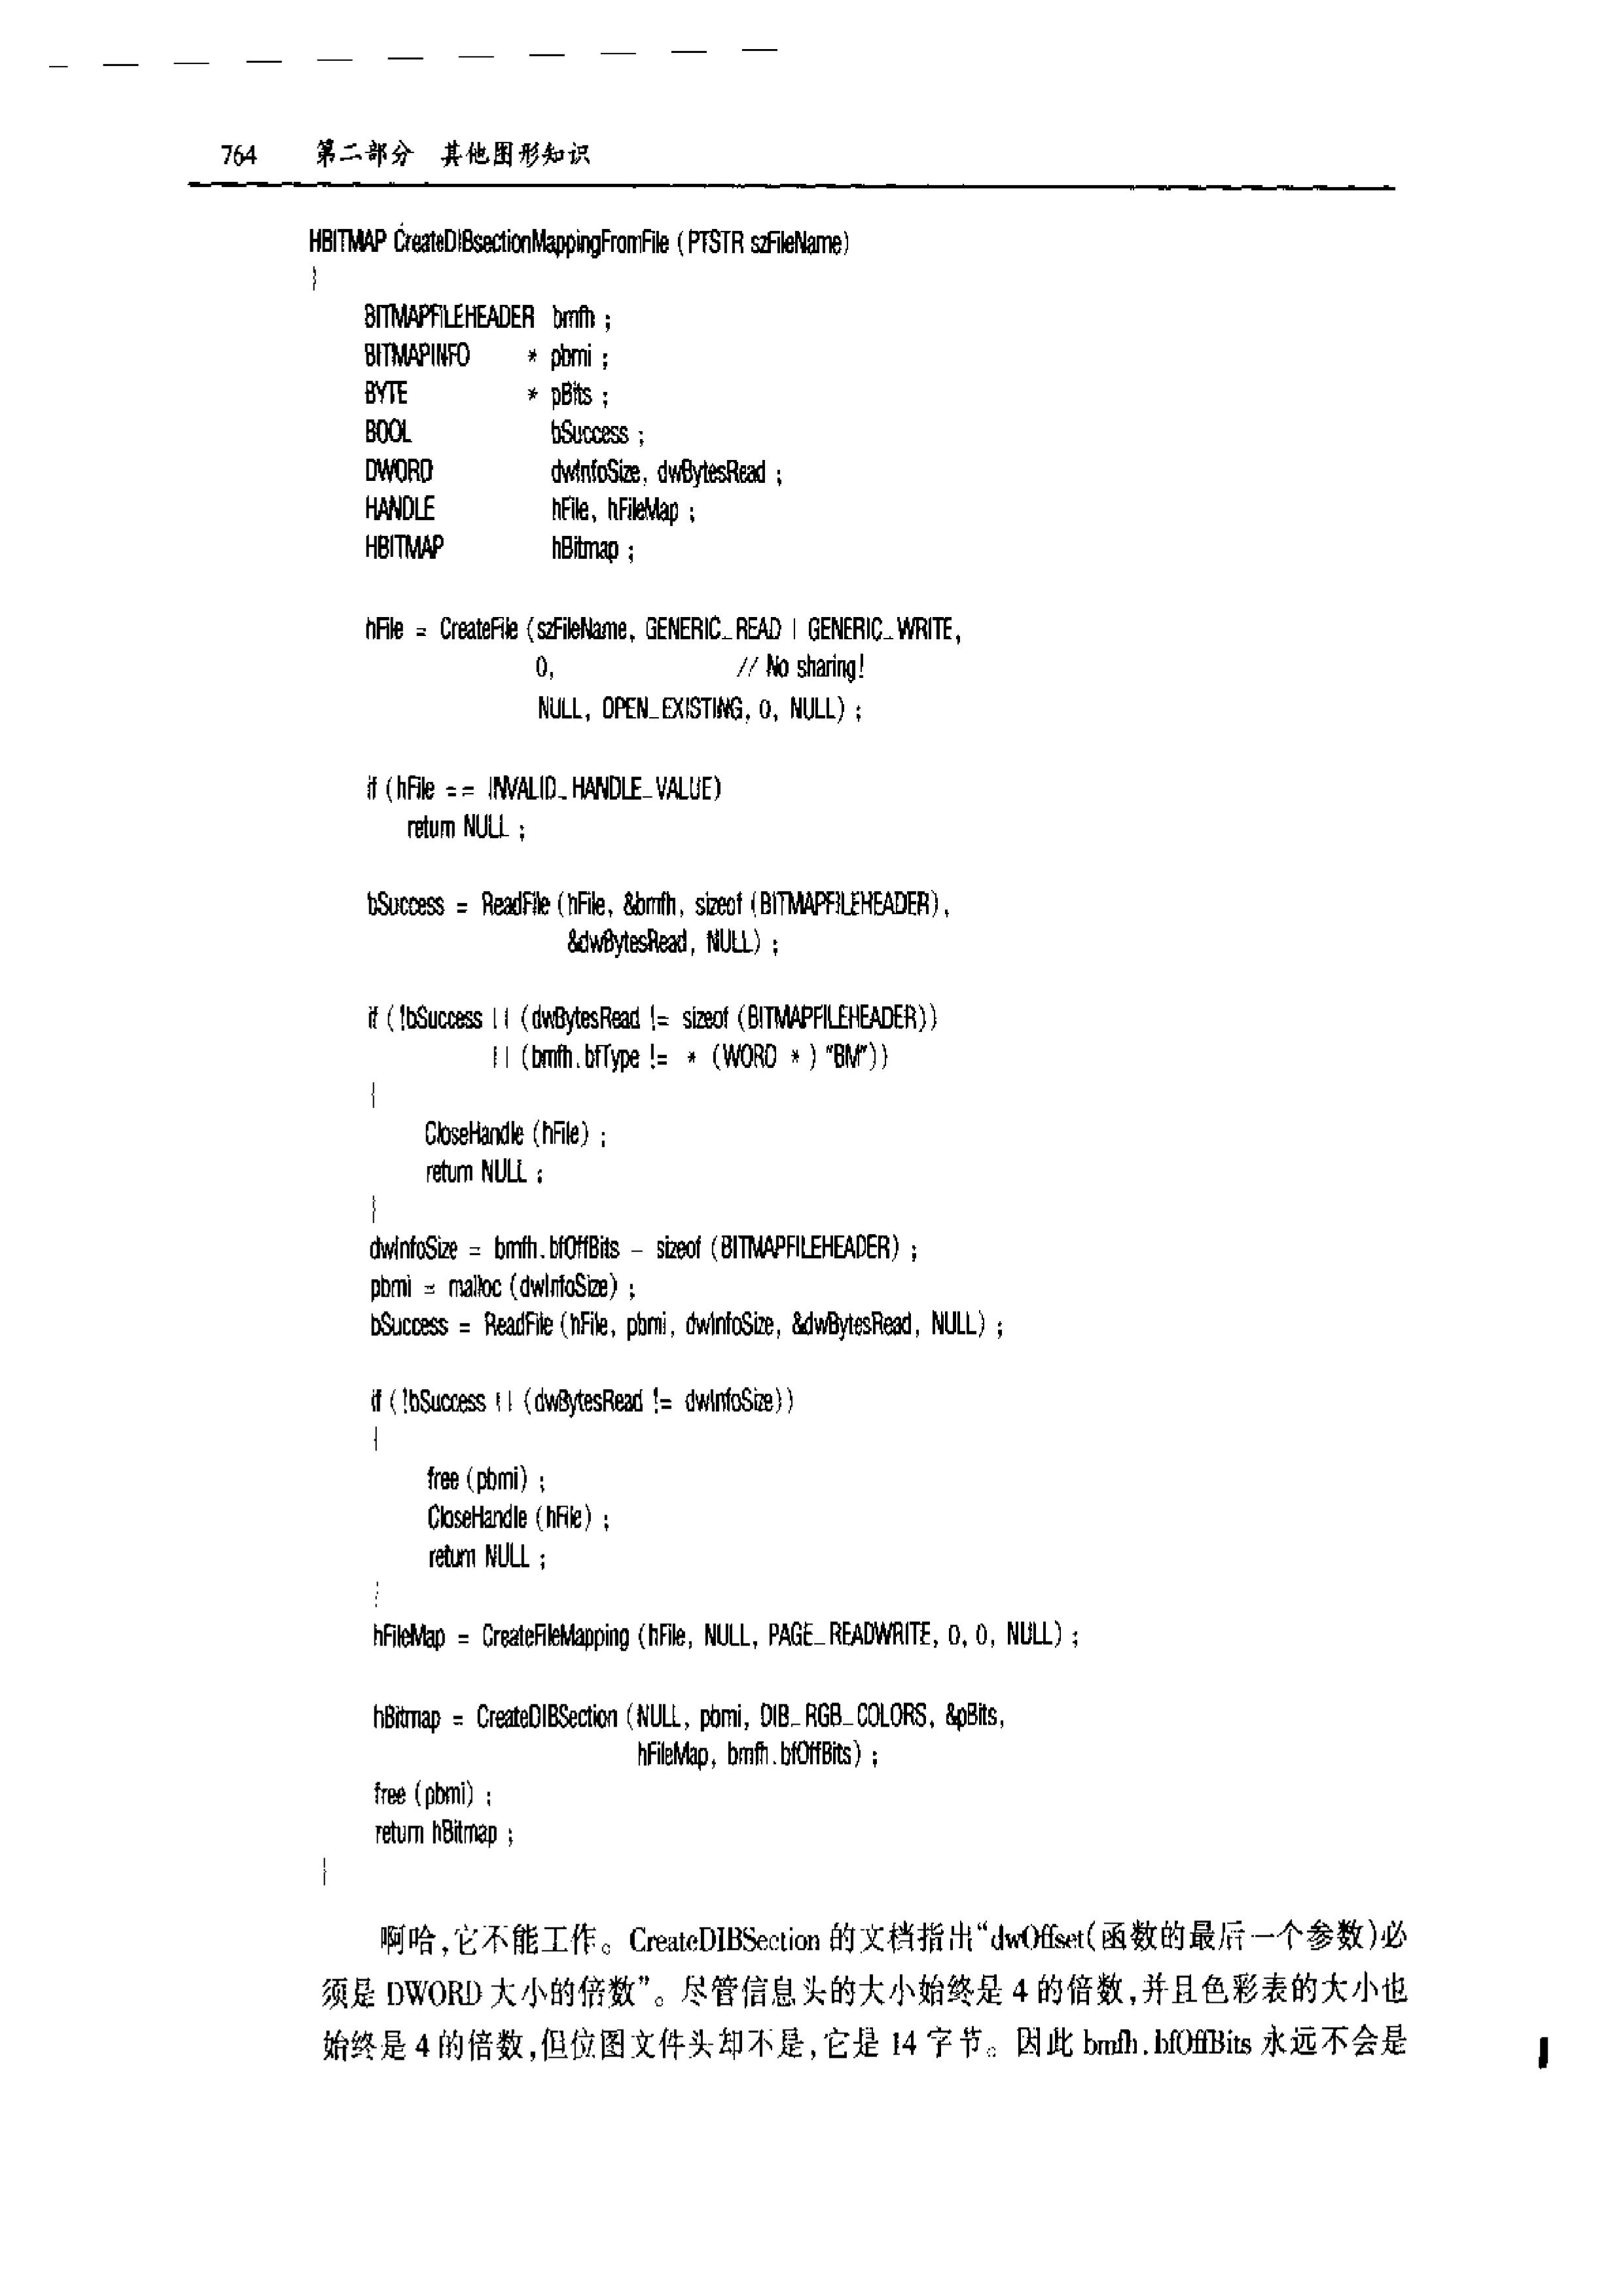 764 第二部分 其他图形知识
HBITMAP CreateDIBsectionMappingFromFile (PTSTR szFileName)
}
BITMAPFILEHEADER bmfh ;
BITMAPINFO * pbmi ;
BYTE * pBits ;
BOOL bSuccess ;
DWORD dwInfoSize, dwBytesRead ;
HANDLE hFile, hFileMap ;
HBITMAP hBitmap ;
hFile = CreateFile (szFileName, GENERIC_READ | GENERIC_WRITE,
0, // No sharing!
NULL, OPEN_EXISTING, 0, NULL) ;
if (hFile == INVALID_HANDLE_VALUE)
return NULL ;
bSuccess = ReadFile (hFile, &bmfh, sizeof (BITMAPFILEHEADER),
&dwBytesRead, NULL) ;
if (!bSuccess || (dwBytesRead != sizeof (BITMAPFILEHEADER))
|| (bmfh.bfType != * (WORD * ) "BM"))
{
CloseHandle (hFile) ;
return NULL ;
}
dwInfoSize = bmfh.bfOffBits - sizeof (BITMAPFILEHEADER) ;
pbmi = malloc (dwInfoSize) ;
bSuccess = ReadFile (hFile, pbmi, dwInfoSize, &dwBytesRead, NULL) ;
if (!bSuccess || (dwBytesRead != dwInfoSize))
{
free (pbmi) ;
CloseHandle (hFile) ;
return NULL ;
}
hFileMap = CreateFileMapping (hFile, NULL, PAGE_READWRITE, 0, 0, NULL) ;
hBitmap = CreateDIBSection (NULL, pbmi, DIB_RGB_COLORS, &pBits,
hFileMap, bmfh.bfOffBits) ;
free (pbmi) ;
return hBitmap ;
}
啊哈,它不能工作。CreateDIBSection 的文档指出“dwOffset(函数的最后一个参数)必
须是 DWORD 大小的倍数”。尽管信息头的大小始终是 4 的倍数,并且色彩表的大小也
始终是 4 的倍数,但位图文件头却不是,它是 14 字节。因此 bmfh.bfOffBits 永远不会是